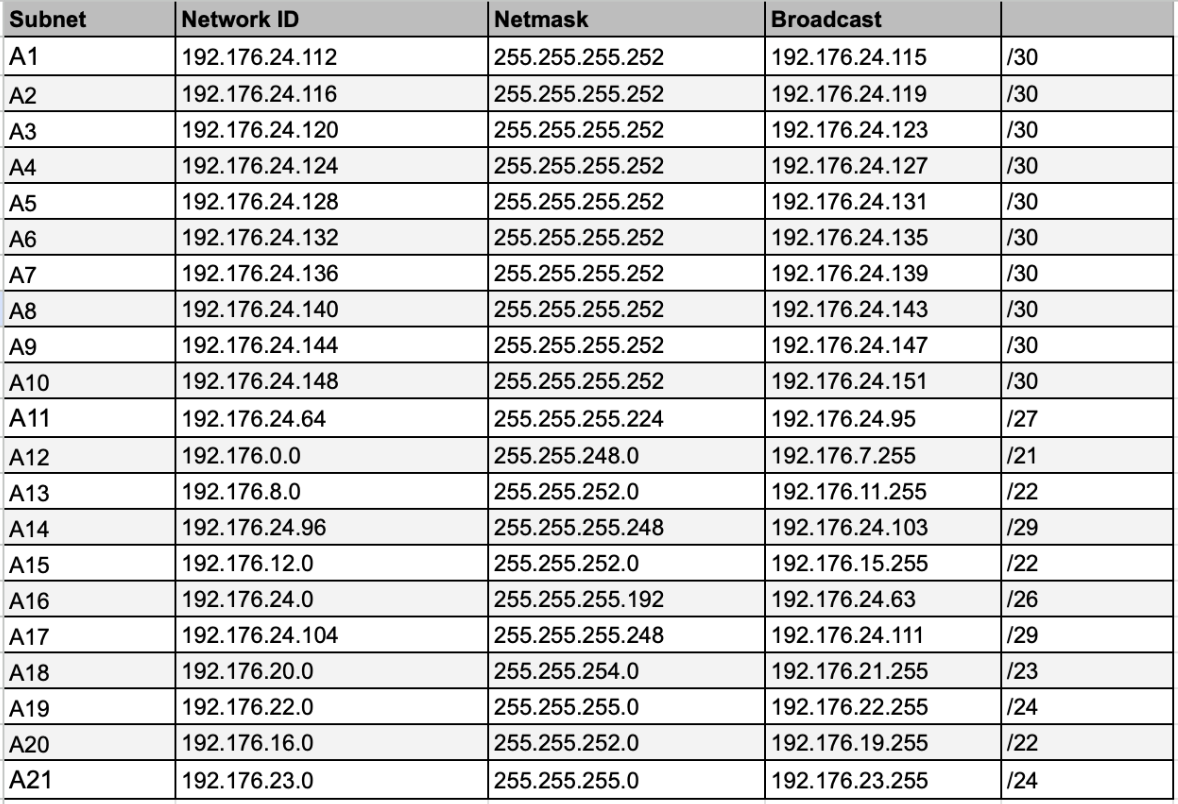 Subnet Network ID Netmask Broadcast
A1 192.176.24.112 255.255.255.252 192.176.24.115 /30
A2 192.176.24.116 255.255.255.252 192.176.24.119 /30
A3 192.176.24.120 255.255.255.252 192.176.24.123 /30
A4 192.176.24.124 255.255.255.252 192.176.24.127 /30
A5 192.176.24.128 255.255.255.252 192.176.24.131 /30
A6 192.176.24.132 255.255.255.252 192.176.24.135 /30
A7 192.176.24.136 255.255.255.252 192.176.24.139 /30
A8 192.176.24.140 255.255.255.252 192.176.24.143 /30
A9 192.176.24.144 255.255.255.252 192.176.24.147 /30
A10 192.176.24.148 255.255.255.252 192.176.24.151 /30
A11 192.176.24.64 255.255.255.224 192.176.24.95 /27
A12 192.176.0.0 255.255.248.0 192.176.7.255 /21
A13 192.176.8.0 255.255.252.0 192.176.11.255 /22
A14 192.176.24.96 255.255.255.248 192.176.24.103 /29
A15 192.176.12.0 255.255.252.0 192.176.15.255 /22
A16 192.176.24.0 255.255.255.192 192.176.24.63 /26
A17 192.176.24.104 255.255.255.248 192.176.24.111 /29
A18 192.176.20.0 255.255.254.0 192.176.21.255 /23
A19 192.176.22.0 255.255.255.0 192.176.22.255 /24
A20 192.176.16.0 255.255.252.0 192.176.19.255 /22
A21 192.176.23.0 255.255.255.0 192.176.23.255 /24